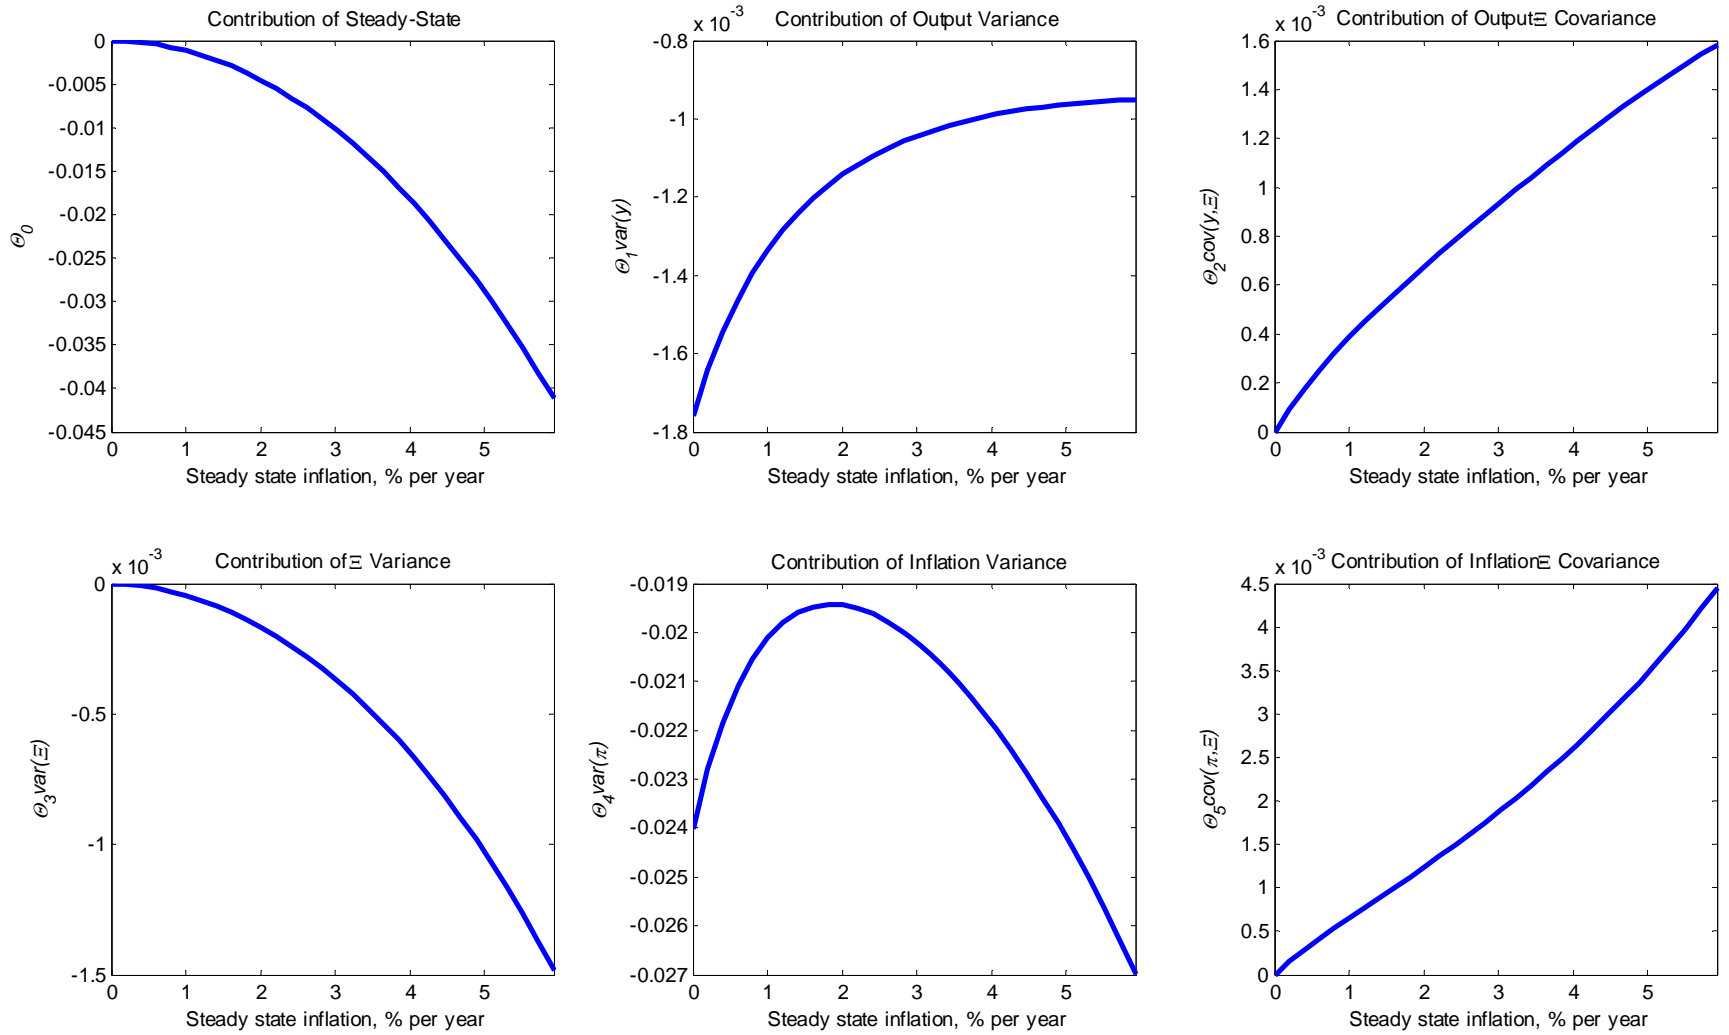 Contribution of Steady-State
0
-0.005
-0.01
-0.015
-0.02
-0.025
-0.03
-0.035
-0.04
-0.045
Θ0
0 1 2 3 4 5
Steady state inflation, % per year
x 10-3
Contribution of Output Variance
-0.8
-1
-1.2
-1.4
-1.6
-1.8
Θ1var(y)
0 1 2 3 4 5
Steady state inflation, % per year
x 10-3
Contribution of OutputΞ Covariance
1.6
1.4
1.2
1
0.8
0.6
0.4
0.2
0
Θ2cov(y,Ξ)
0 1 2 3 4 5
Steady state inflation, % per year
x 10-3
Contribution ofΞ Variance
0
-0.5
-1
-1.5
Θ3var(Ξ)
0 1 2 3 4 5
Steady state inflation, % per year
Contribution of Inflation Variance
-0.019
-0.02
-0.021
-0.022
-0.023
-0.024
-0.025
-0.026
-0.027
Θ4var(π)
0 1 2 3 4 5
Steady state inflation, % per year
x 10-3
Contribution of InflationΞ Covariance
4.5
4
3.5
3
2.5
2
1.5
1
0.5
0
Θ5cov(π,Ξ)
0 1 2 3 4 5
Steady state inflation, % per year